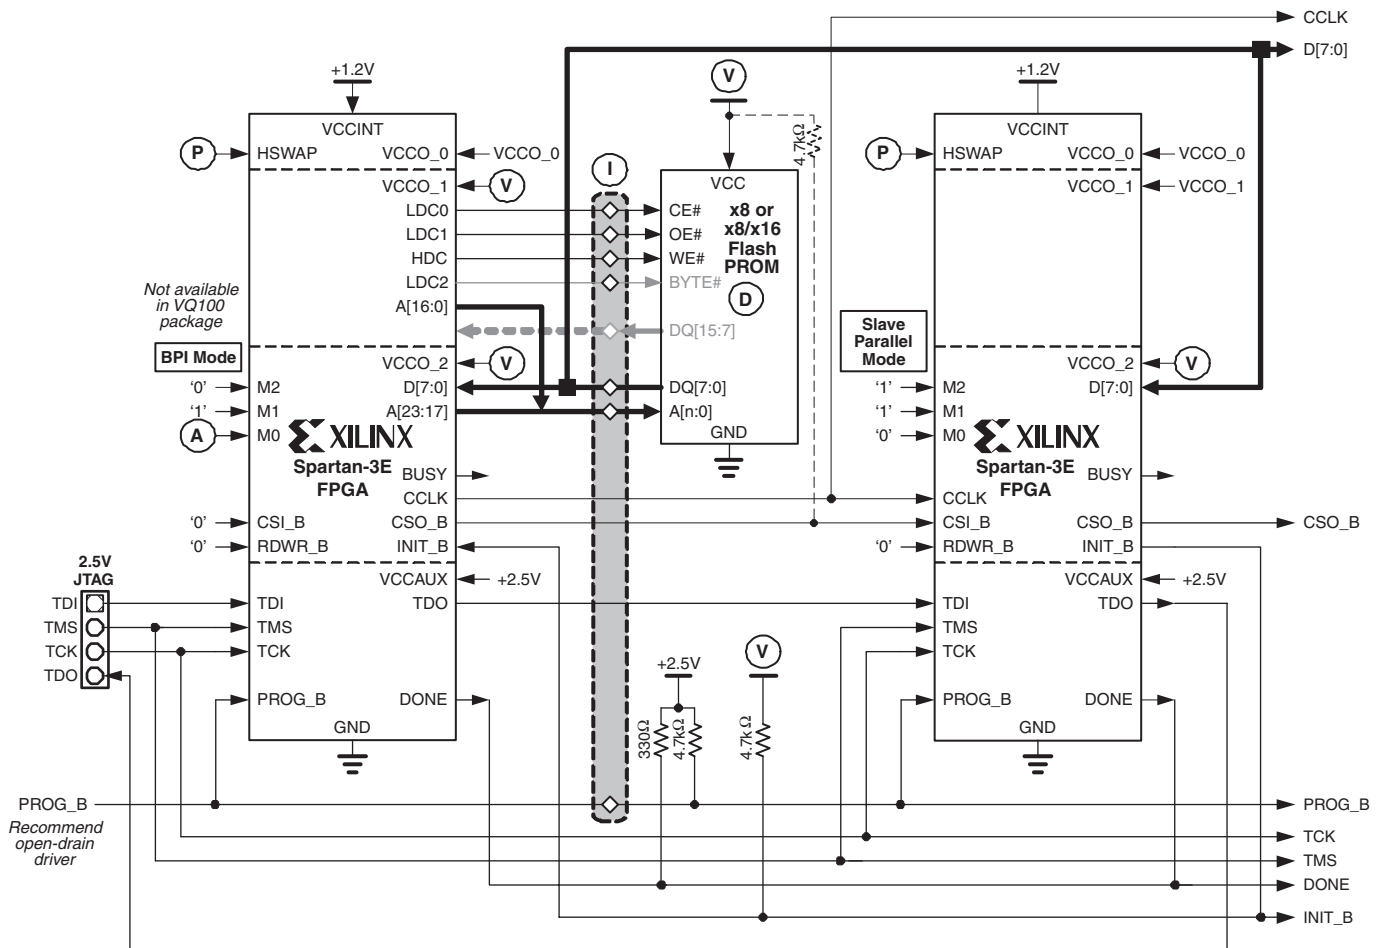 CCLK
D[7:0]
+1.2V
V
+1.2V
VCCINT
4.7kΩ
VCCINT
P
HSWAP
VCCO_0
VCCO_0
P
HSWAP
VCCO_0
VCCO_0
I
VCCO_1
V
VCC
VCCO_1
VCCO_1
LDC0
CE#
x8 or
x8/x16
Flash
PROM
LDC1
OE#
HDC
WE#
LDC2
BYTE#
D
Not available
in VQ100
package
A[16:0]
DQ[15:7]
Slave
Parallel
Mode
BPI Mode
VCCO_2
V
VCCO_2
V
'0'
M2
D[7:0]
DQ[7:0]
'1'
M2
D[7:0]
'1'
M1
A[23:17]
A[n:0]
'1'
M1
A
M0
GND
'0'
M0
XILINX
Spartan-3E
FPGA
XILINX
Spartan-3E
FPGA
BUSY
BUSY
CCLK
CCLK
'0'
CSI_B
CSO_B
CSI_B
CSO_B
CSO_B
'0'
RDWR_B
INIT_B
'0'
RDWR_B
INIT_B
2.5V
JTAG
VCCAUX
+2.5V
VCCAUX
+2.5V
TDI
TDI
TDO
TDI
TDO
TMS
TMS
TMS
TCK
TCK
TCK
TDO
+2.5V
V
PROG_B
DONE
330Ω
4.7kΩ
4.7kΩ
PROG_B
DONE
GND
GND
PROG_B
PROG_B
Recommend
open-drain
driver
TCK
TMS
DONE
INIT_B